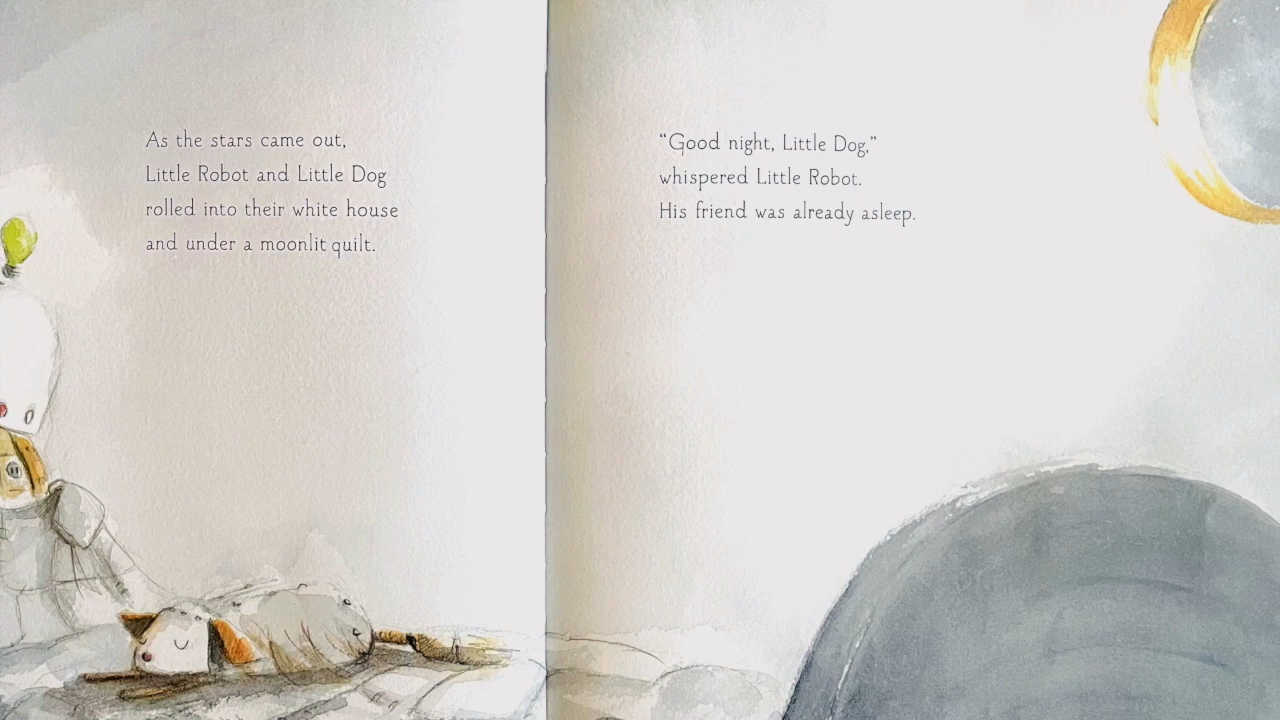 As the stars came out,
Little Robot and Little Dog
rolled into their white house
and under a moonlit quilt.
“Good night, Little Dog,”
whispered Little Robot.
His friend was already asleep.